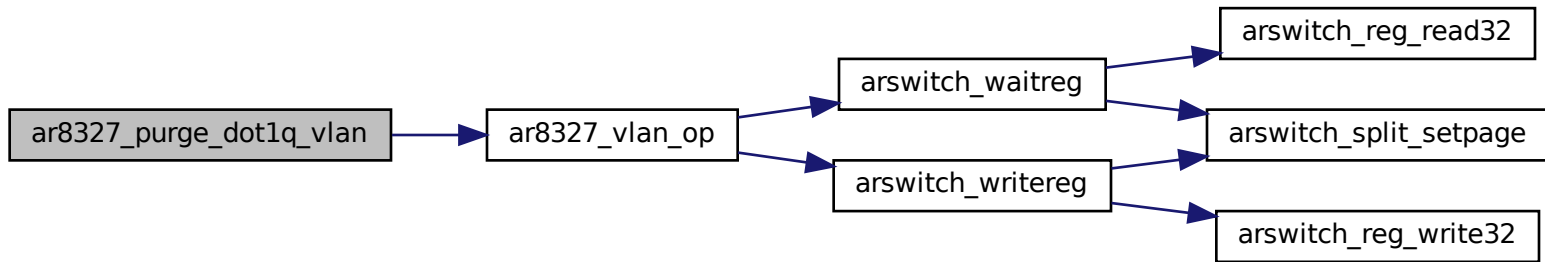 ar8327_purge_dot1q_vlan
ar8327_vlan_op
arswitch_waitreg
arswitch_writereg
arswitch_reg_read32
arswitch_split_setpage
arswitch_reg_write32